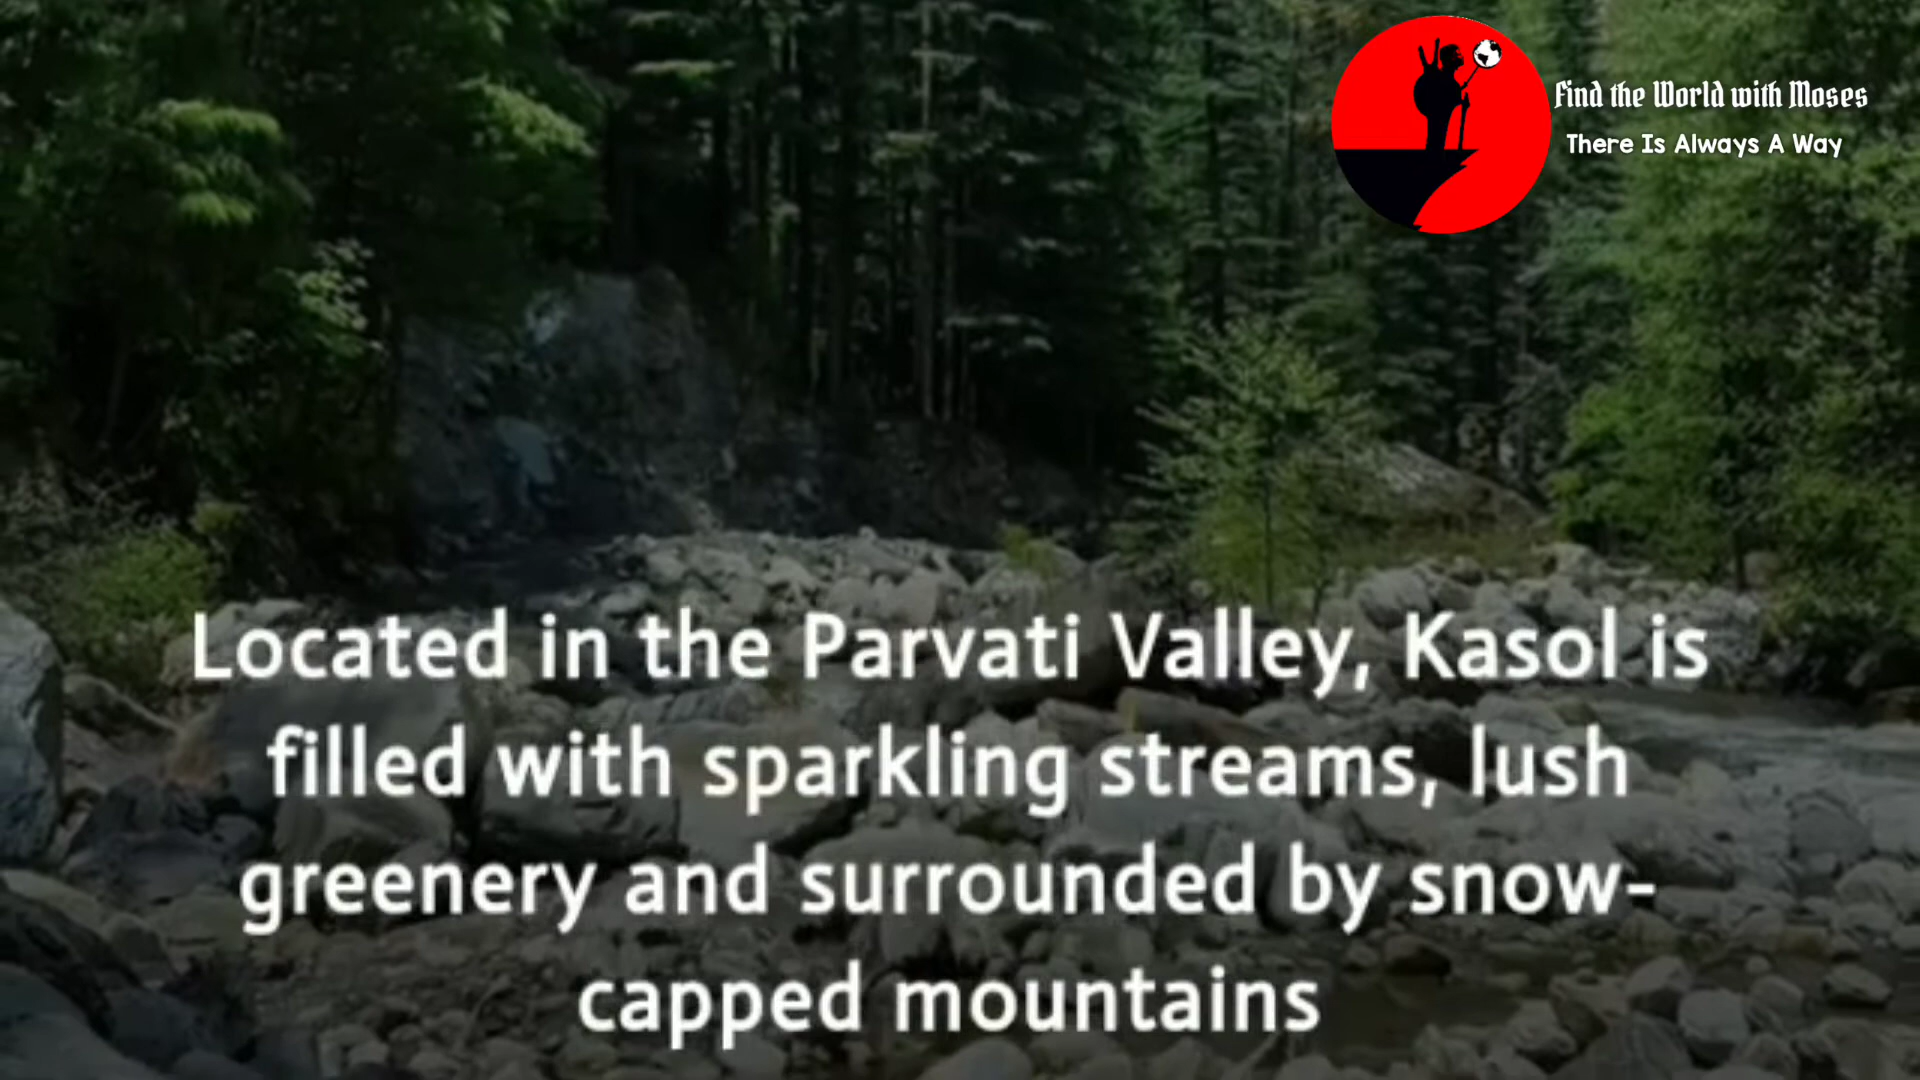 Find the World with Moses
There Is Always A Way
Located in the Parvati Valley, Kasol is
filled with sparkling streams, lush
greenery and surrounded by snow-
capped mountains